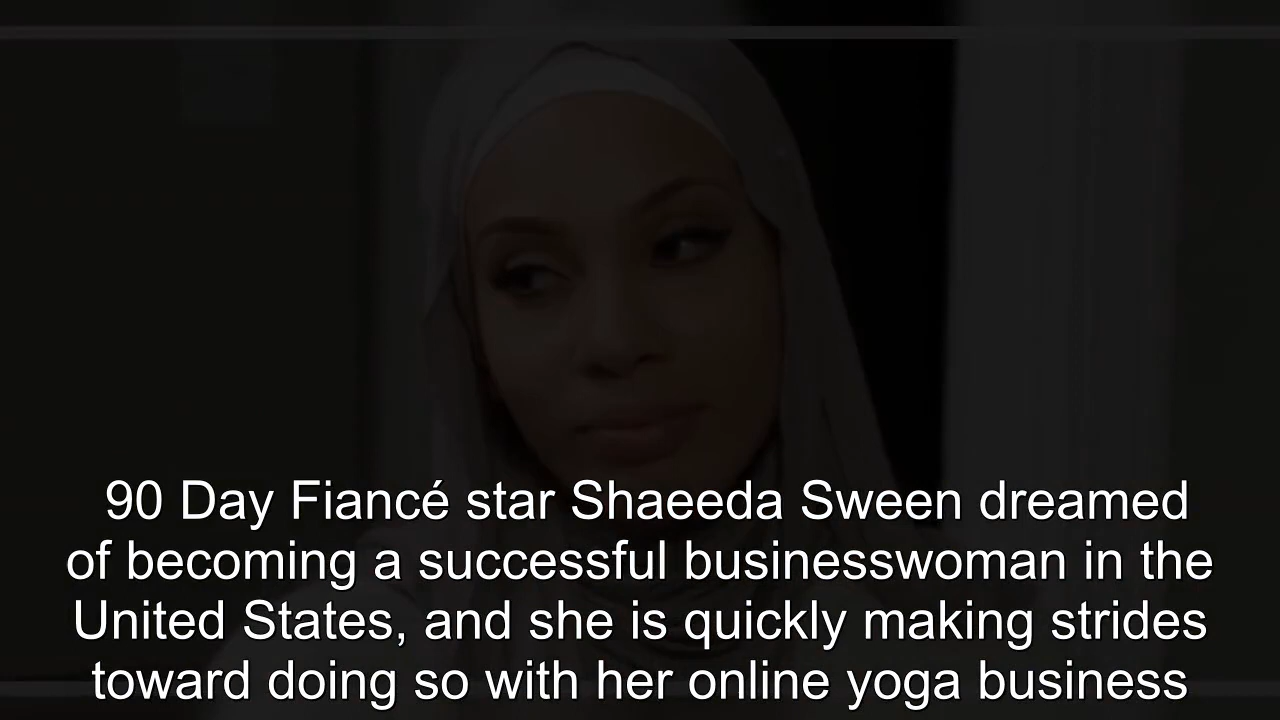 90 Day Fiancé star Shaeeda Sween dreamed
of becoming a successful businesswoman in the
United States, and she is quickly making strides
toward doing so with her online yoga business